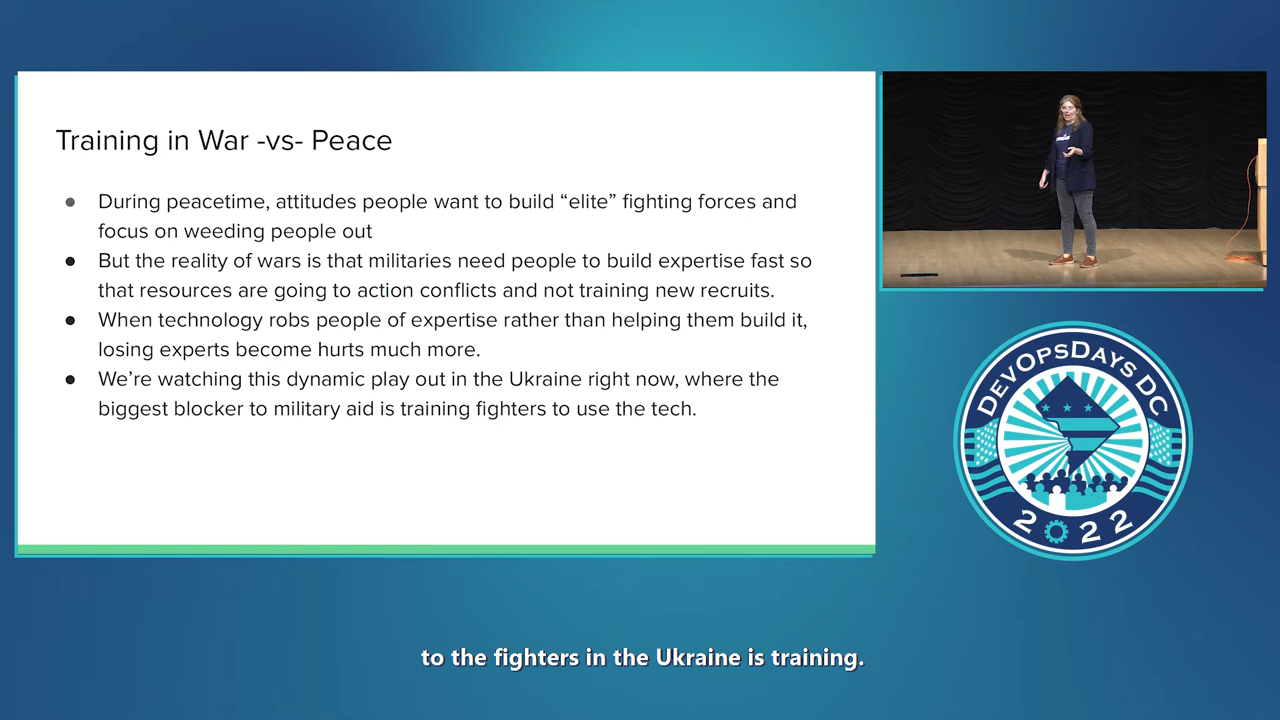 Training in War -vs- Peace
● During peacetime, attitudes people want to build “elite” fighting forces and
focus on weeding people out
● But the reality of wars is that militaries need people to build expertise fast so
that resources are going to action conflicts and not training new recruits.
● When technology robs people of expertise rather than helping them build it,
losing experts become hurts much more.
● We’re watching this dynamic play out in the Ukraine right now, where the
biggest blocker to military aid is training fighters to use the tech.
DEVOPSDAYS DC
2022
to the fighters in the Ukraine is training.